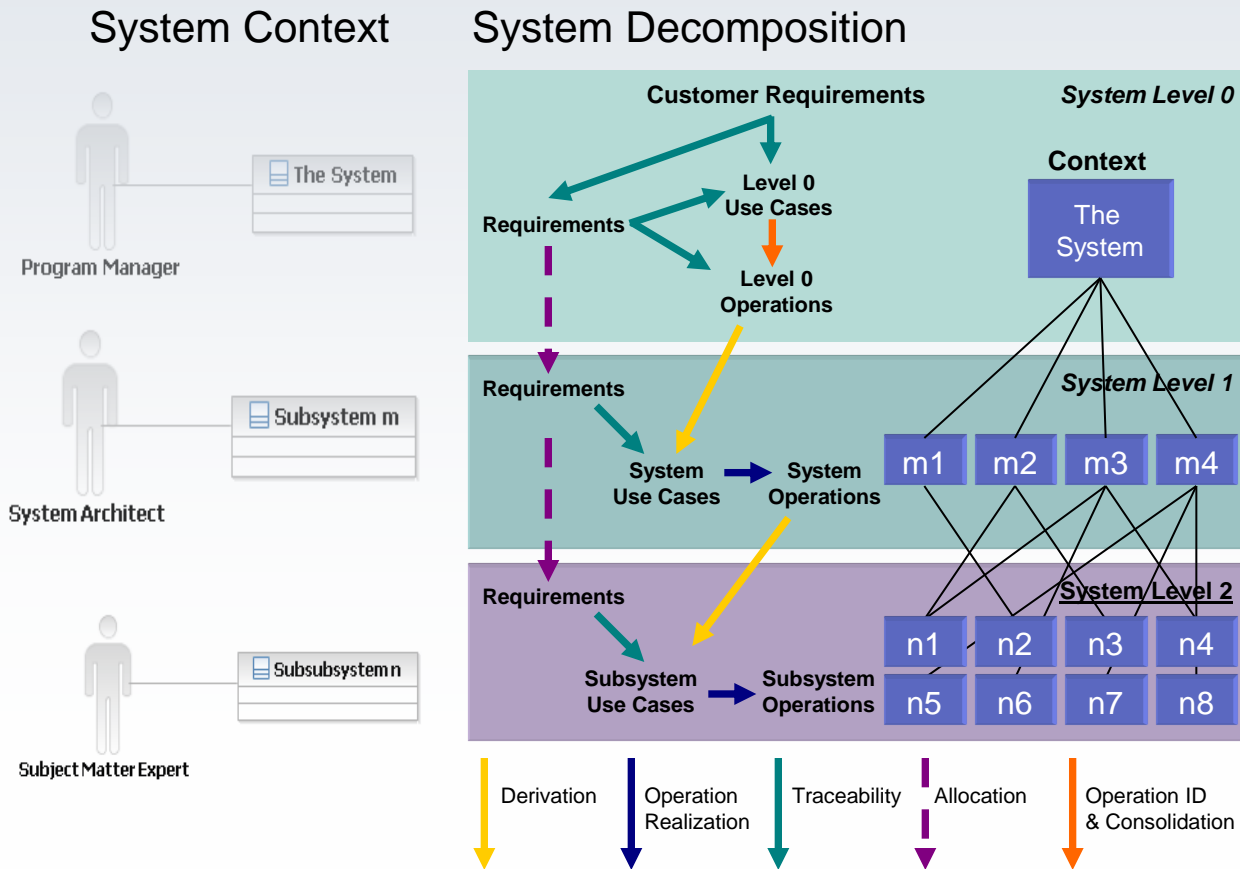 System Context
System Decomposition
The System
Program Manager
Subsystem m
System Architect
Subsubsystem n
Subject Matter Expert
Customer Requirements
System Level 0
Context
The
System
Level 0
Use Cases
Requirements
Level 0
Operations
Requirements
System Level 1
System
Use Cases
System
Operations
m1
m2
m3
m4
Requirements
System Level 2
Subsystem
Use Cases
Subsystem
Operations
n1
n2
n3
n4
n5
n6
n7
n8
Derivation
Operation
Realization
Traceability
Allocation
Operation ID
& Consolidation